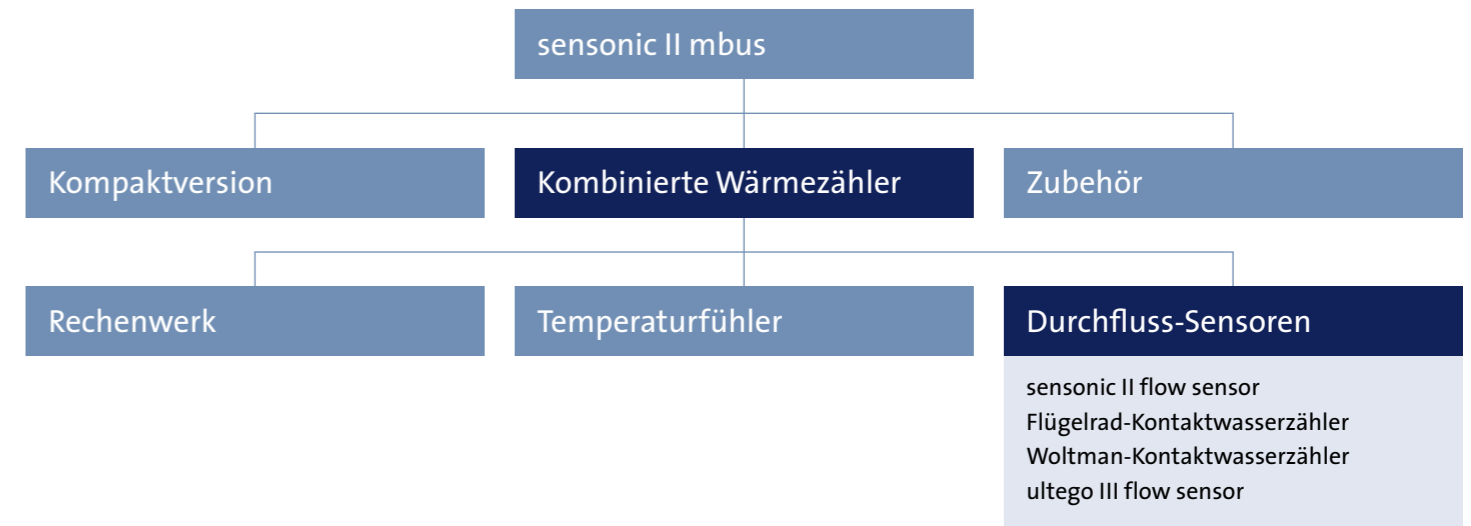 sensonic II mbus
Kompaktversion
Kombinierte Wärmezähler
Zubehör
Rechenwerk
Temperaturfühler
Durchfluss-Sensoren
sensonic II flow sensor
Flügelrad-Kontaktwasserzähler
Woltman-Kontaktwasserzähler
ultego III flow sensor